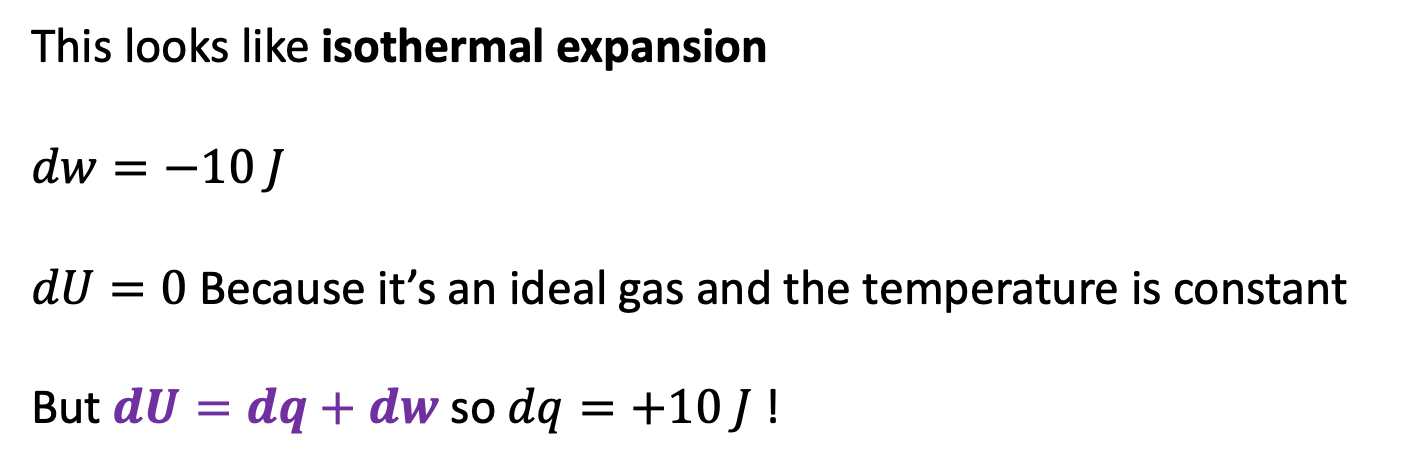 This looks like isothermal expansion
dw = −10 J
dU = 0 Because it’s an ideal gas and the temperature is constant
But dU = dq + dw so dq = +10 J !